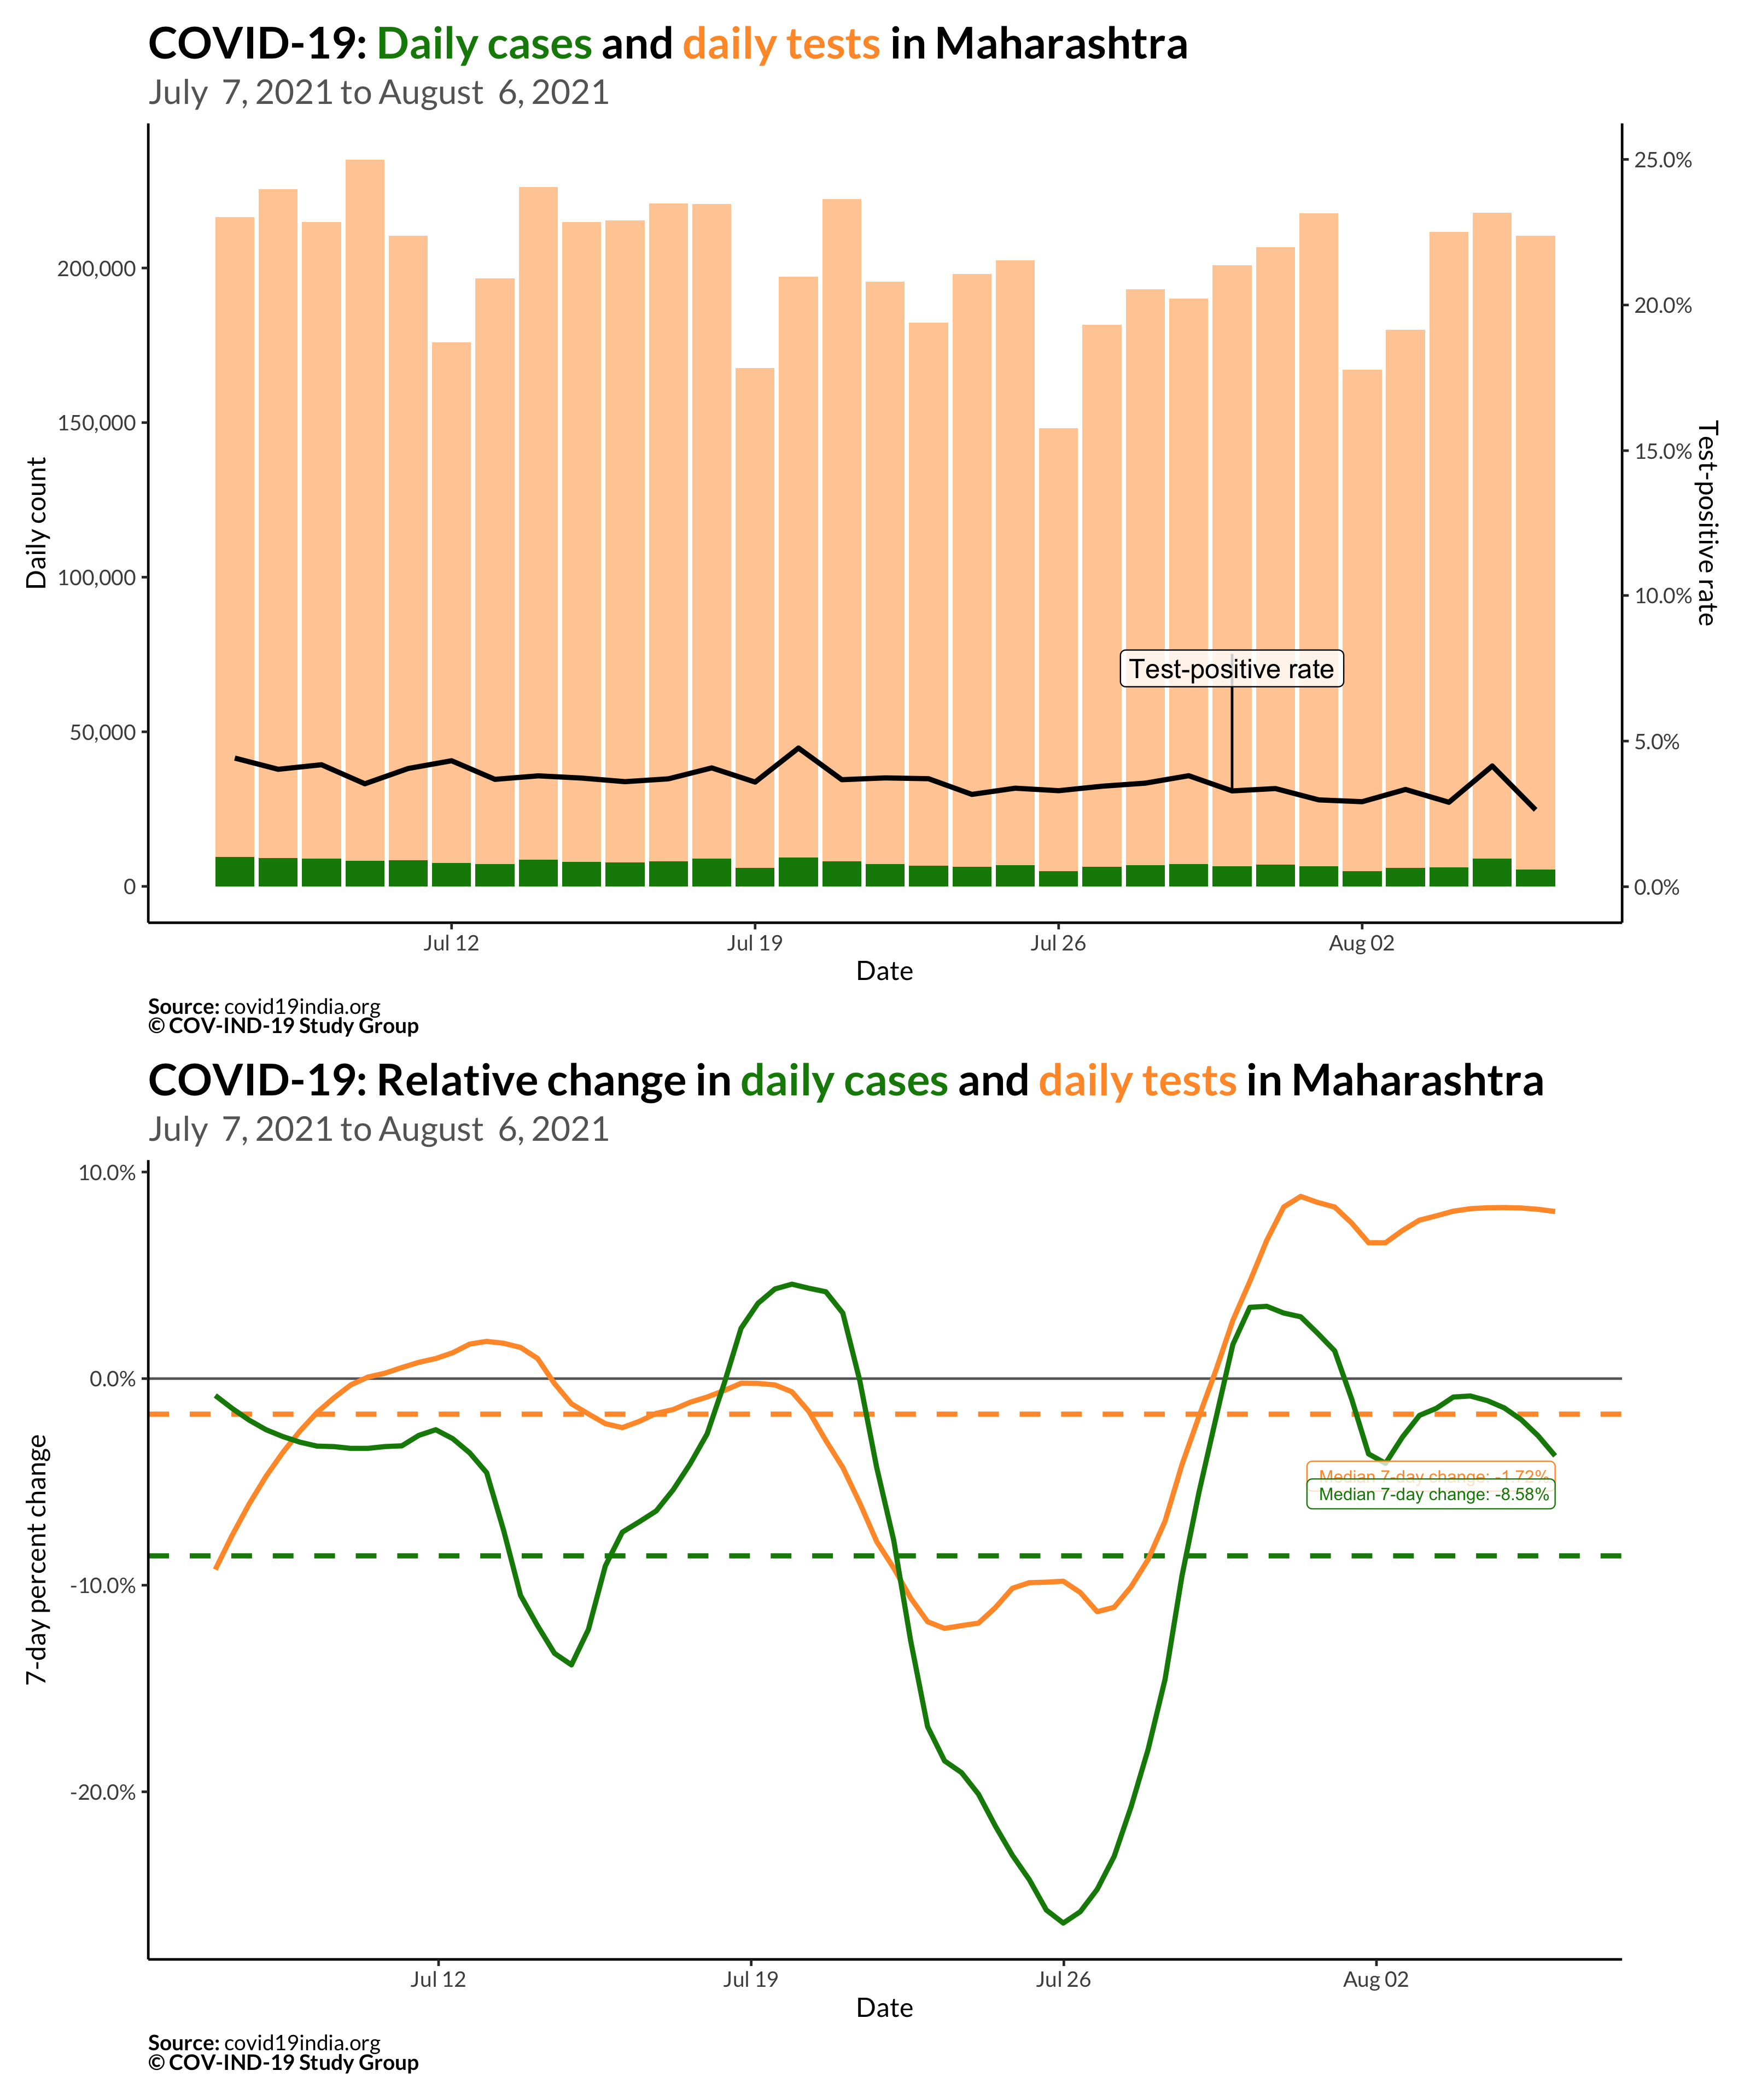 COVID-19: Daily cases and daily tests in Maharashtra
July 7, 2021 to August 6, 2021
Daily count
200,000
150,000
100,000
50,000
0
25.0%
20.0%
15.0%
10.0%
5.0%
0.0%
Test-positive rate
Test-positive rate
Jul 12
Jul 19
Jul 26
Aug 02
Date
Source: covid19india.org
© COV-IND-19 Study Group
COVID-19: Relative change in daily cases and daily tests in Maharashtra
July 7, 2021 to August 6, 2021
7-day percent change
10.0%
0.0%
-10.0%
-20.0%
Median 7-day change: -1.72%
Median 7-day change: -8.58%
Jul 12
Jul 19
Jul 26
Aug 02
Date
Source: covid19india.org
© COV-IND-19 Study Group